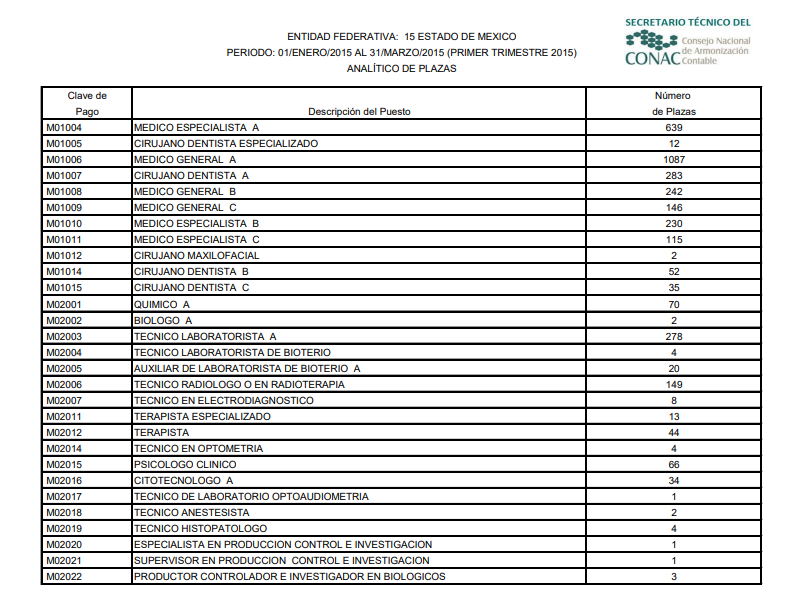 SECRETARIO TÉCNICO DEL
CONAC Consejo Nacional
de Armonización
Contable
ENTIDAD FEDERATIVA: 15 ESTADO DE MEXICO
PERIODO: 01/ENERO/2015 AL 31/MARZO/2015 (PRIMER TRIMESTRE 2015)
ANALÍTICO DE PLAZAS
Clave de Pago Descripción del Puesto Número de Plazas
M01004 MEDICO ESPECIALISTA A 639
M01005 CIRUJANO DENTISTA ESPECIALIZADO 12
M01006 MEDICO GENERAL A 1087
M01007 CIRUJANO DENTISTA A 283
M01008 MEDICO GENERAL B 242
M01009 MEDICO GENERAL C 146
M01010 MEDICO ESPECIALISTA B 230
M01011 MEDICO ESPECIALISTA C 115
M01012 CIRUJANO MAXILOFACIAL 2
M01014 CIRUJANO DENTISTA B 52
M01015 CIRUJANO DENTISTA C 35
M02001 QUIMICO A 70
M02002 BIOLOGO A 2
M02003 TECNICO LABORATORISTA A 278
M02004 TECNICO LABORATORISTA DE BIOTERIO 4
M02005 AUXILIAR DE LABORATORISTA DE BIOTERIO A 20
M02006 TECNICO RADIOLOGO O EN RADIOTERAPIA 149
M02007 TECNICO EN ELECTRODIAGNOSTICO 8
M02011 TERAPISTA ESPECIALIZADO 13
M02012 TERAPISTA 44
M02014 TECNICO EN OPTOMETRIA 4
M02015 PSICOLOGO CLINICO 66
M02016 CITOTECNOLOGO A 34
M02017 TECNICO DE LABORATORIO OPTOAUDIOMETRIA 1
M02018 TECNICO ANESTESISTA 2
M02019 TECNICO HISTOPATOLOGO 4
M02020 ESPECIALISTA EN PRODUCCION CONTROL E INVESTIGACION 1
M02021 SUPERVISOR EN PRODUCCION CONTROL E INVESTIGACION 1
M02022 PRODUCTOR CONTROLADOR E INVESTIGADOR EN BIOLOGICOS 3